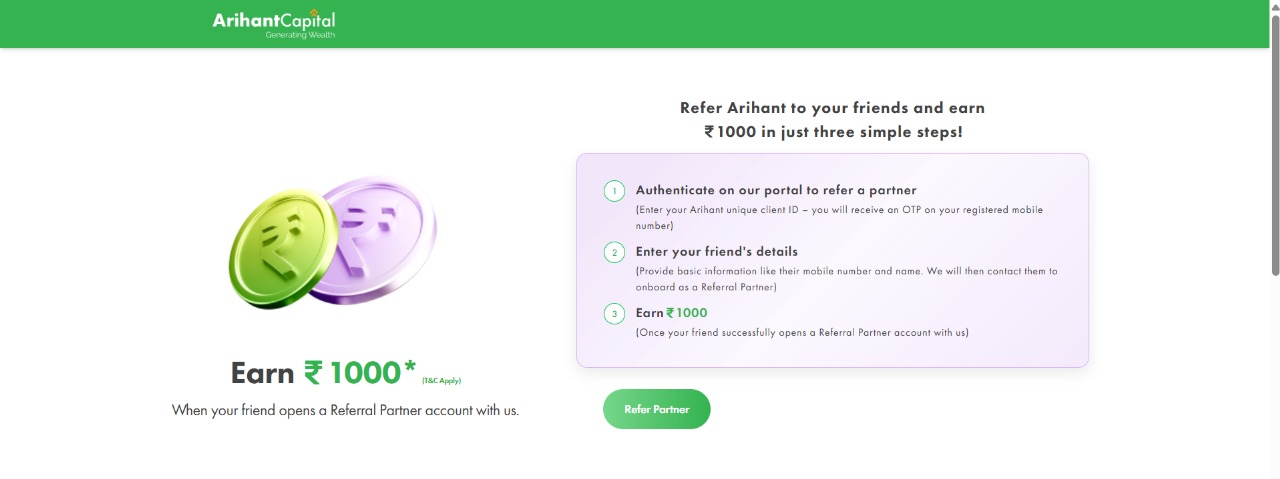 ArihantCapital
Generating Wealth
Refer Arihant to your friends and earn
₹1000 in just three simple steps!
1 Authenticate on our portal to refer a partner
(Enter your Arihant unique client ID – you will receive an OTP on your registered mobile
number)
2 Enter your friend's details
(Provide basic information like their mobile number and name. We will then contact them to
onboard as a Referral Partner)
3 Earn ₹1000
(Once your friend successfully opens a Referral Partner account with us)
₹
₹
Earn ₹ 1000* (T&C Apply)
When your friend opens a Referral Partner account with us.
Refer Partner